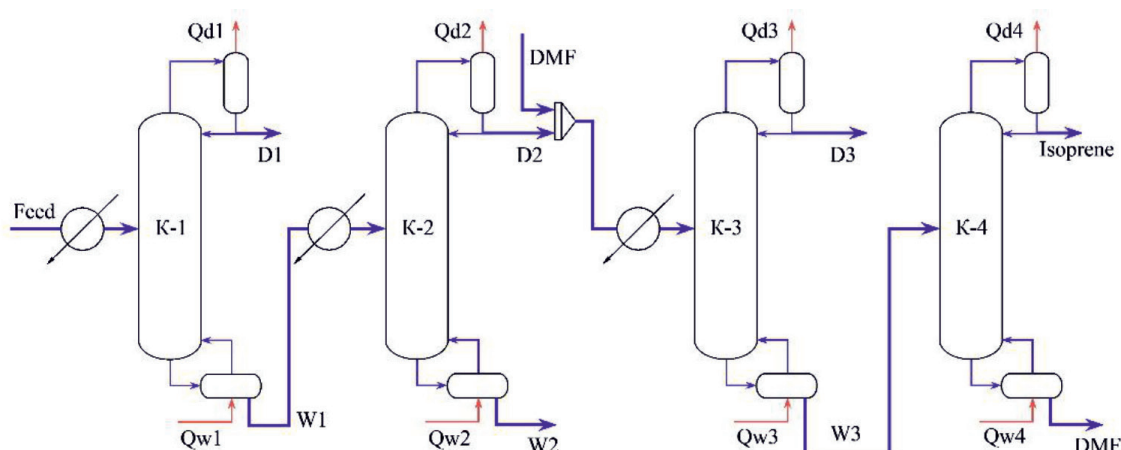 Qd1
Qd2
Qd3
Qd4
DMF
D1
D2
D3
Isoprene
Feed
K-1
K-2
K-3
K-4
Qw1
W1
Qw2
W2
Qw3
W3
Qw4
DMF